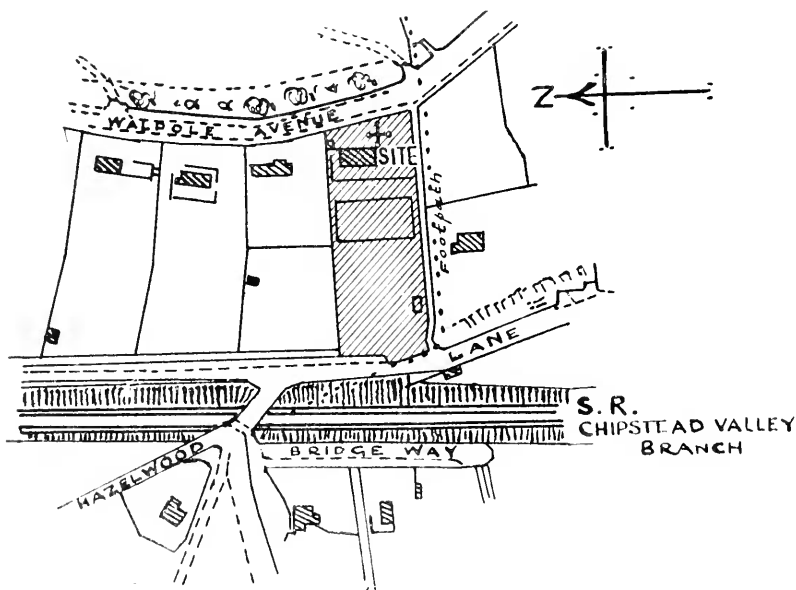 WALPOLE AVENUE
N
SITE
Footpath
LANE
S.R.
CHIPSTEAD VALLEY
BRANCH
HAZELWOOD
BRIDGE WAY